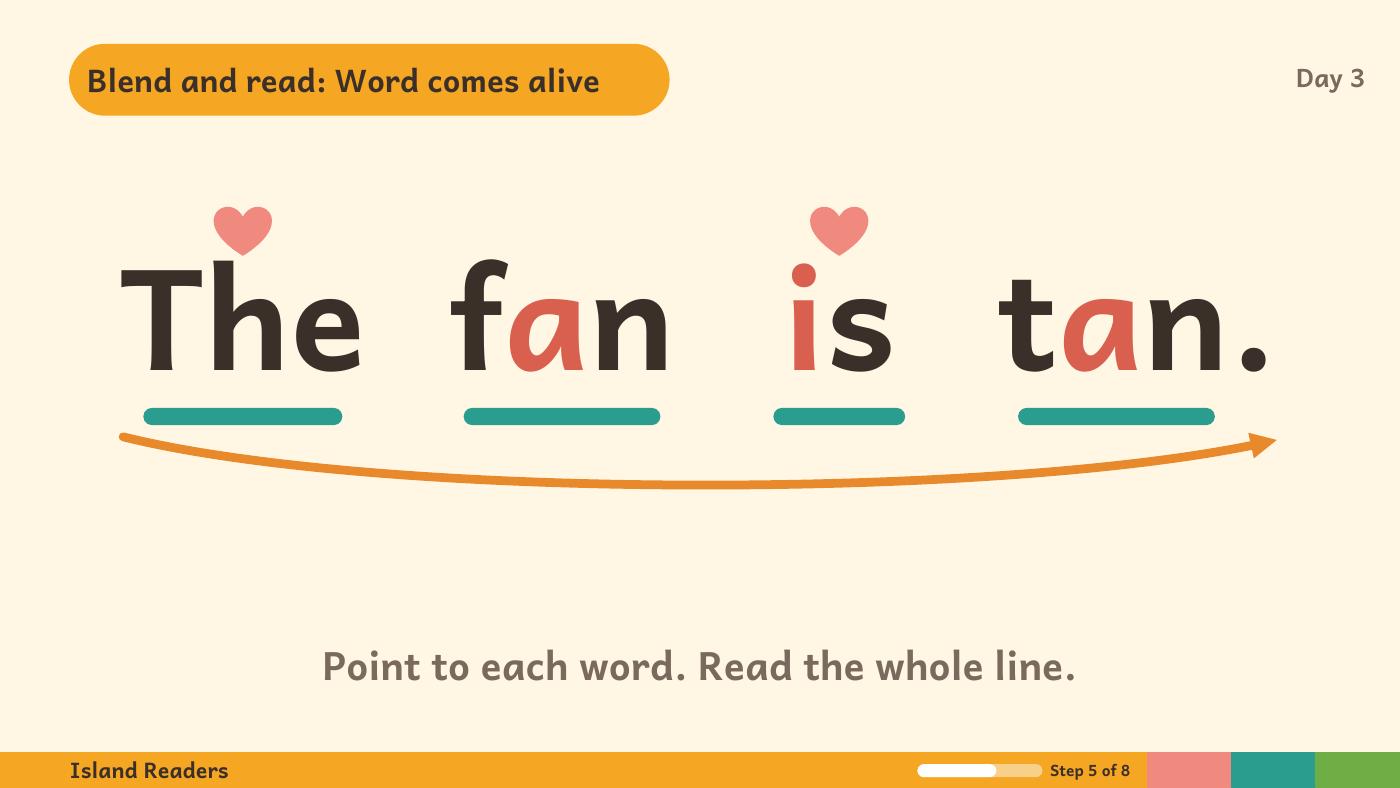 Blend and read: Word comes alive
Day 3
The fan is tan.
Point to each word. Read the whole line.
Island Readers
Step 5 of 8